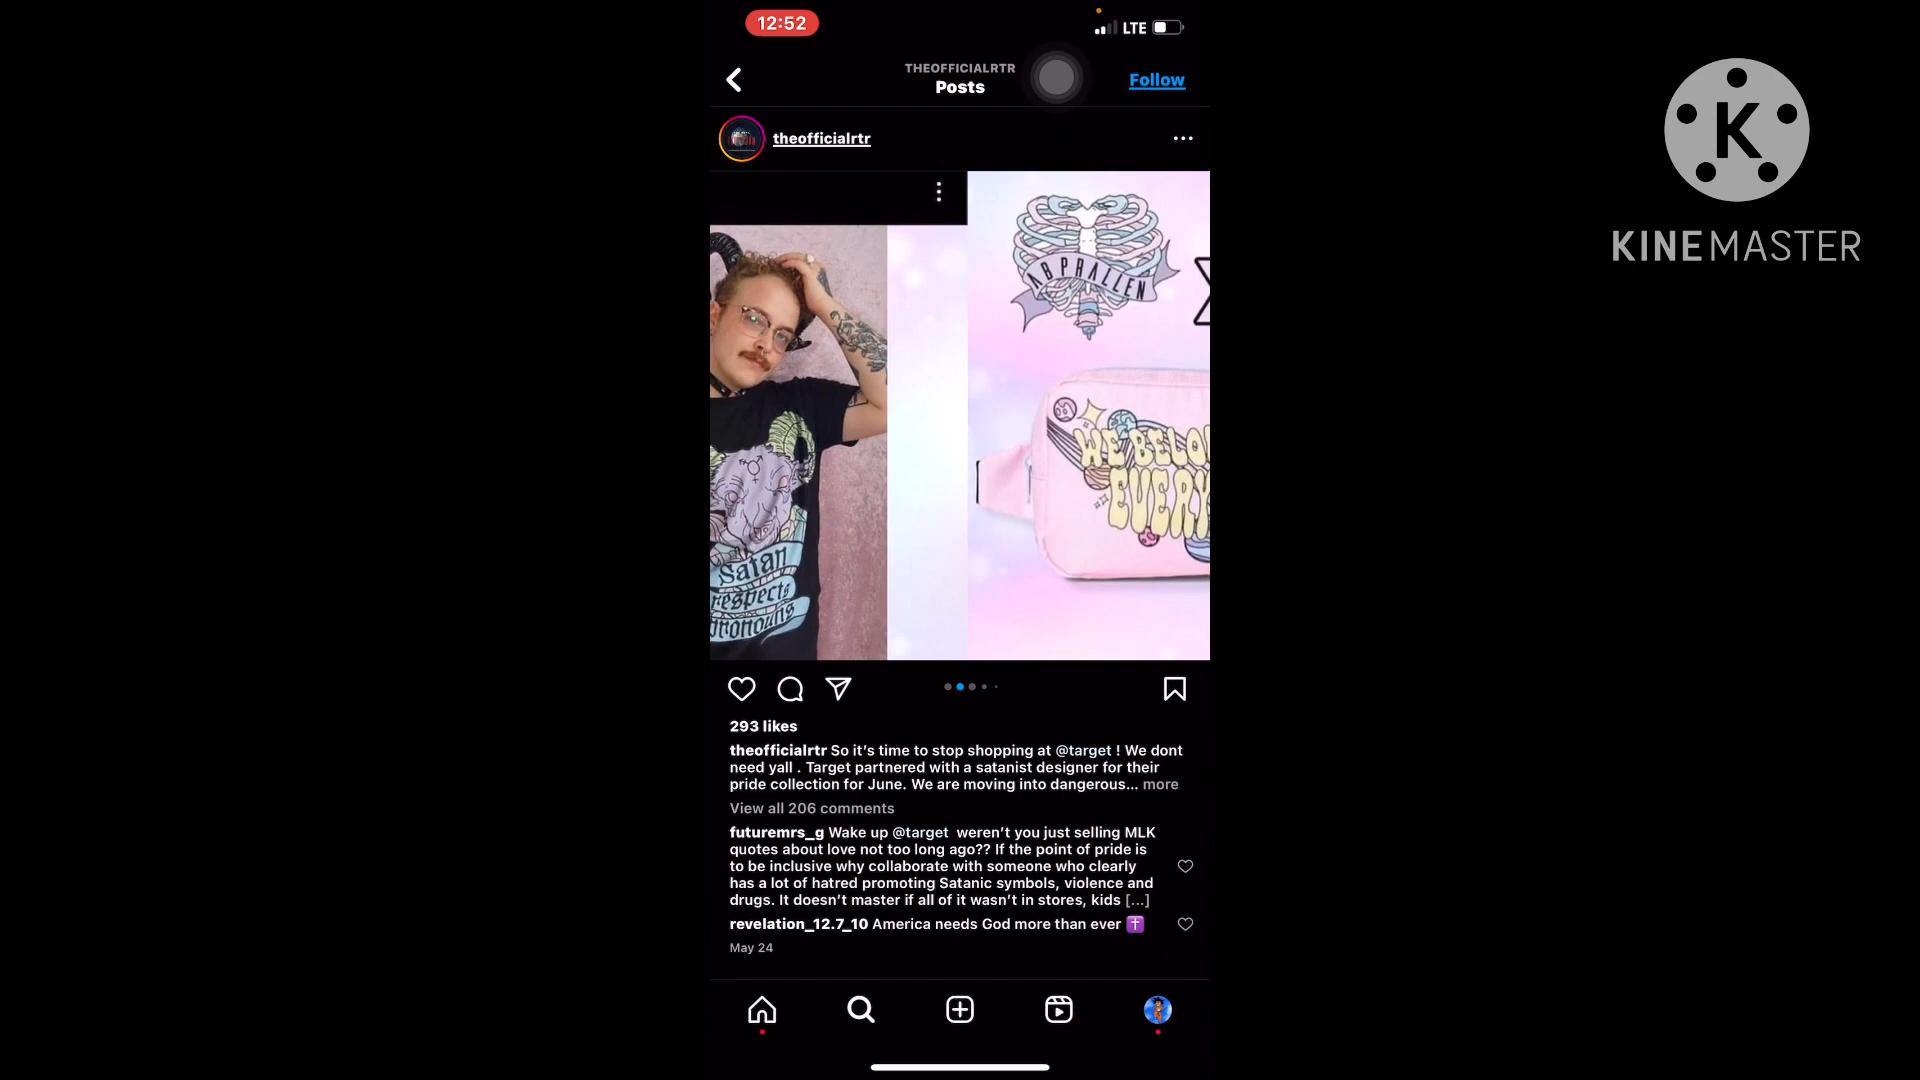 12:52
LTE
THEOFFICIALRTR
Posts
Follow
theofficialrtr
ABPRALLEN
WE BELO
EVERY
Satan
respects
pronouns
293 likes
theofficialrtr So it's time to stop shopping at @target ! We dont
need yall . Target partnered with a satanist designer for their
pride collection for June. We are moving into dangerous... more
View all 206 comments
futuremrs_g Wake up @target weren't you just selling MLK
quotes about love not too long ago?? If the point of pride is
to be inclusive why collaborate with someone who clearly
has a lot of hatred promoting Satanic symbols, violence and
drugs. It doesn't master if all of it wasn't in stores, kids [...]
revelation_12.7_10 America needs God more than ever
May 24
K
KINEMASTER